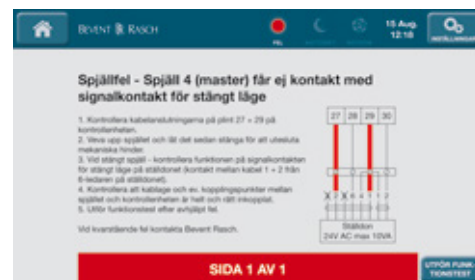 BEVENT RASCH
FEL
15 Aug.
12:16
INSTÄLLNINGAR
Spjällfel - Spjäll 4 (master) får ej kontakt med
signalkontakt för stängt läge
1. Kontrollera kabelanslutningarna på plint 27 + 29 på
kontrollenheten.
2. Veva upp spjället och låt det sedan stänga för att utesluta
mekaniska hinder.
3. Vid stängt spjäll - kontrollera funktionen på signalkontakten
för stängt läge på ställdonet (kontakt mellan kabel 1 + 2 från
6-ledaren på ställdonet).
4. Kontrollera att kablage och ev. kopplingspunkter mellan
spjället och kontrollenheten är helt och rätt inkopplat.
5. Utför funktionstest efter avhjälpt fel.
Vid kvarstående fel kontakta Bevent Rasch.
27 28 29 30
Ställdon
24V AC max 10VA
SIDA 1 AV 1
UTFÖR FUNK-
TIONSTEST